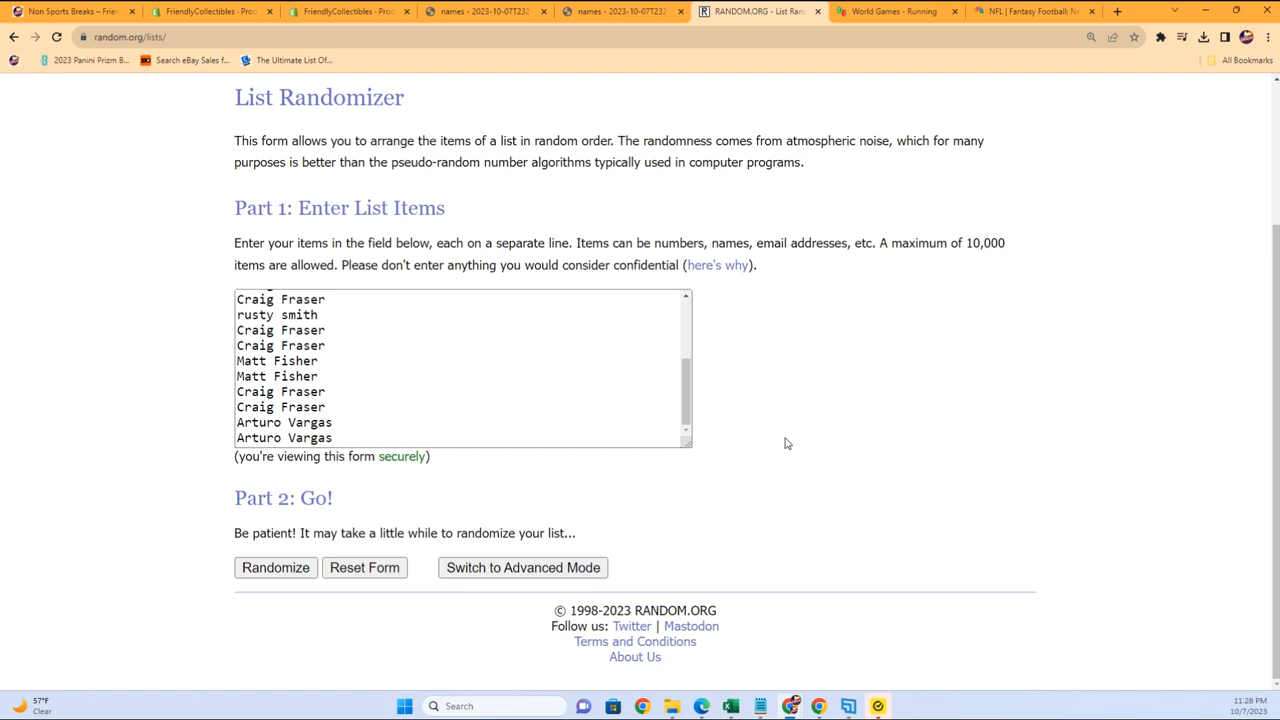 Non Sports Breaks – Frien
FriendlyCollectibles - Proc
FriendlyCollectibles - Proc
names - 2023-10-07T232
names - 2023-10-07T232
RANDOM.ORG - List Ran
World Games - Running
NFL | Fantasy Football: Ne
random.org/lists/
2023 Panini Prizm B...
Search eBay Sales f...
The Ultimate List Of...
All Bookmarks
List Randomizer
This form allows you to arrange the items of a list in random order. The randomness comes from atmospheric noise, which for many
purposes is better than the pseudo-random number algorithms typically used in computer programs.
Part 1: Enter List Items
Enter your items in the field below, each on a separate line. Items can be numbers, names, email addresses, etc. A maximum of 10,000
items are allowed. Please don't enter anything you would consider confidential (here's why).
Craig Fraser
rusty smith
Craig Fraser
Craig Fraser
Matt Fisher
Matt Fisher
Craig Fraser
Craig Fraser
Arturo Vargas
Arturo Vargas
(you're viewing this form securely)
Part 2: Go!
Be patient! It may take a little while to randomize your list...
Randomize
Reset Form
Switch to Advanced Mode
© 1998-2023 RANDOM.ORG
Follow us: Twitter | Mastodon
Terms and Conditions
About Us
57°F
Clear
Search
11:28 PM
10/7/2023